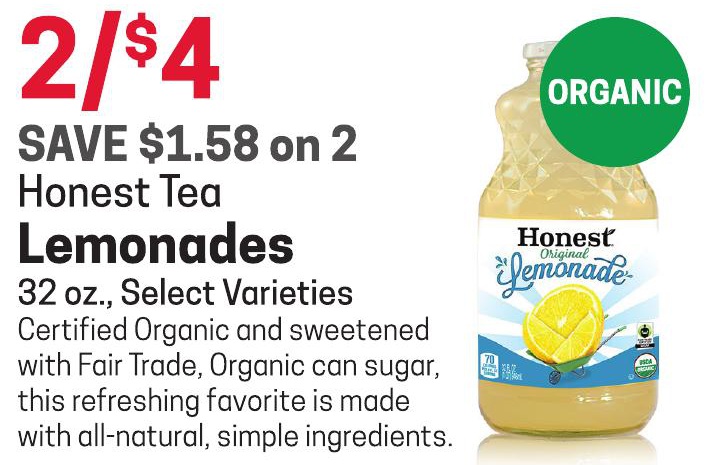 2/$4
SAVE $1.58 on 2
Honest Tea
Lemonades
32 oz., Select Varieties
Certified Organic and sweetened
with Fair Trade, Organic can sugar,
this refreshing favorite is made
with all-natural, simple ingredients.
ORGANIC
Honest
Original
Lemonade
70
USDA
ORGANIC